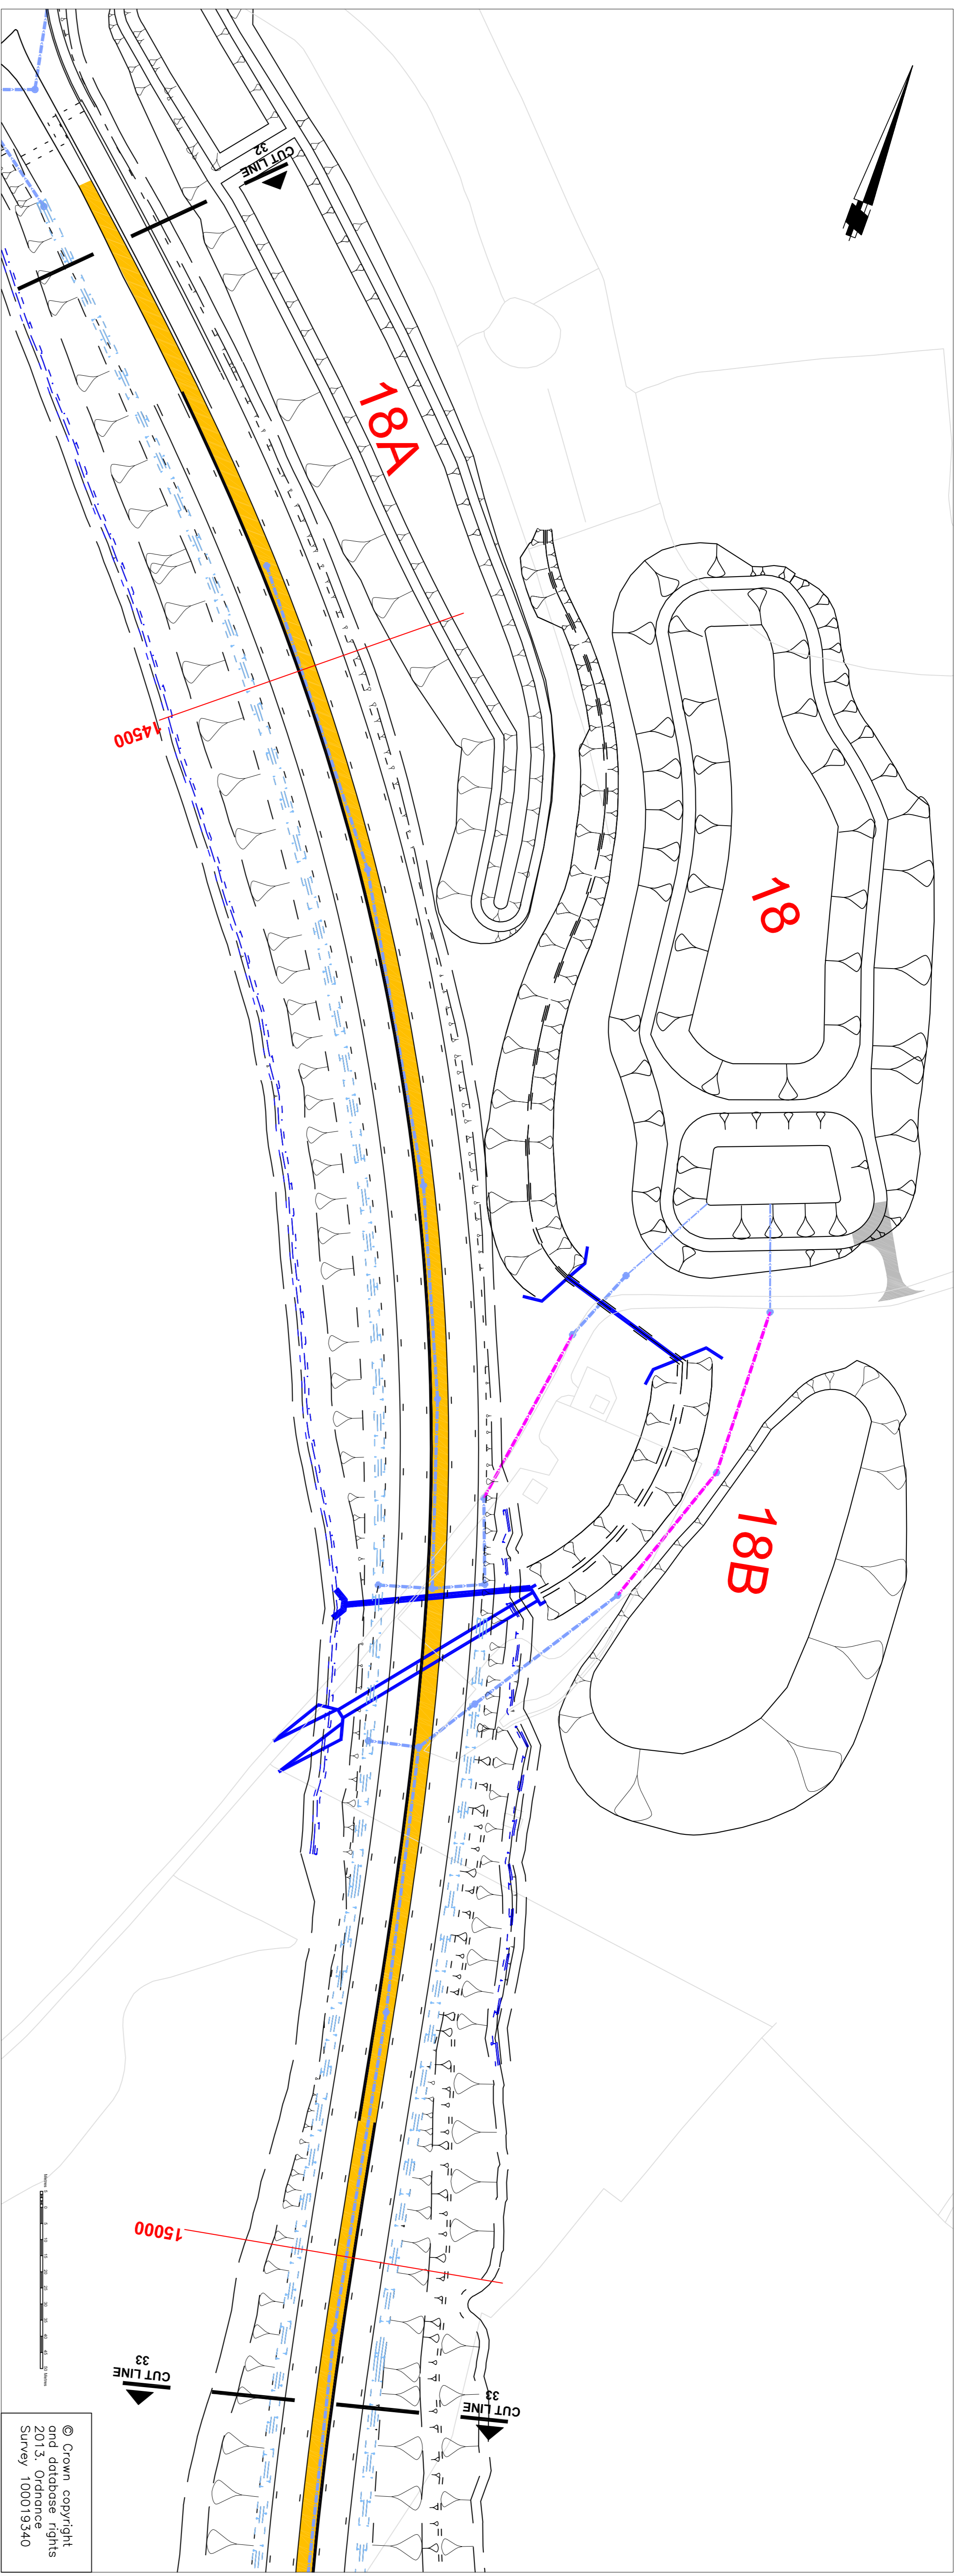 CUT LINE
32
18A
14500
18
18B
15000
CUT LINE
33
CUT LINE
33
© Crown copyright
and database rights
2013. Ordnance
Survey 100019340